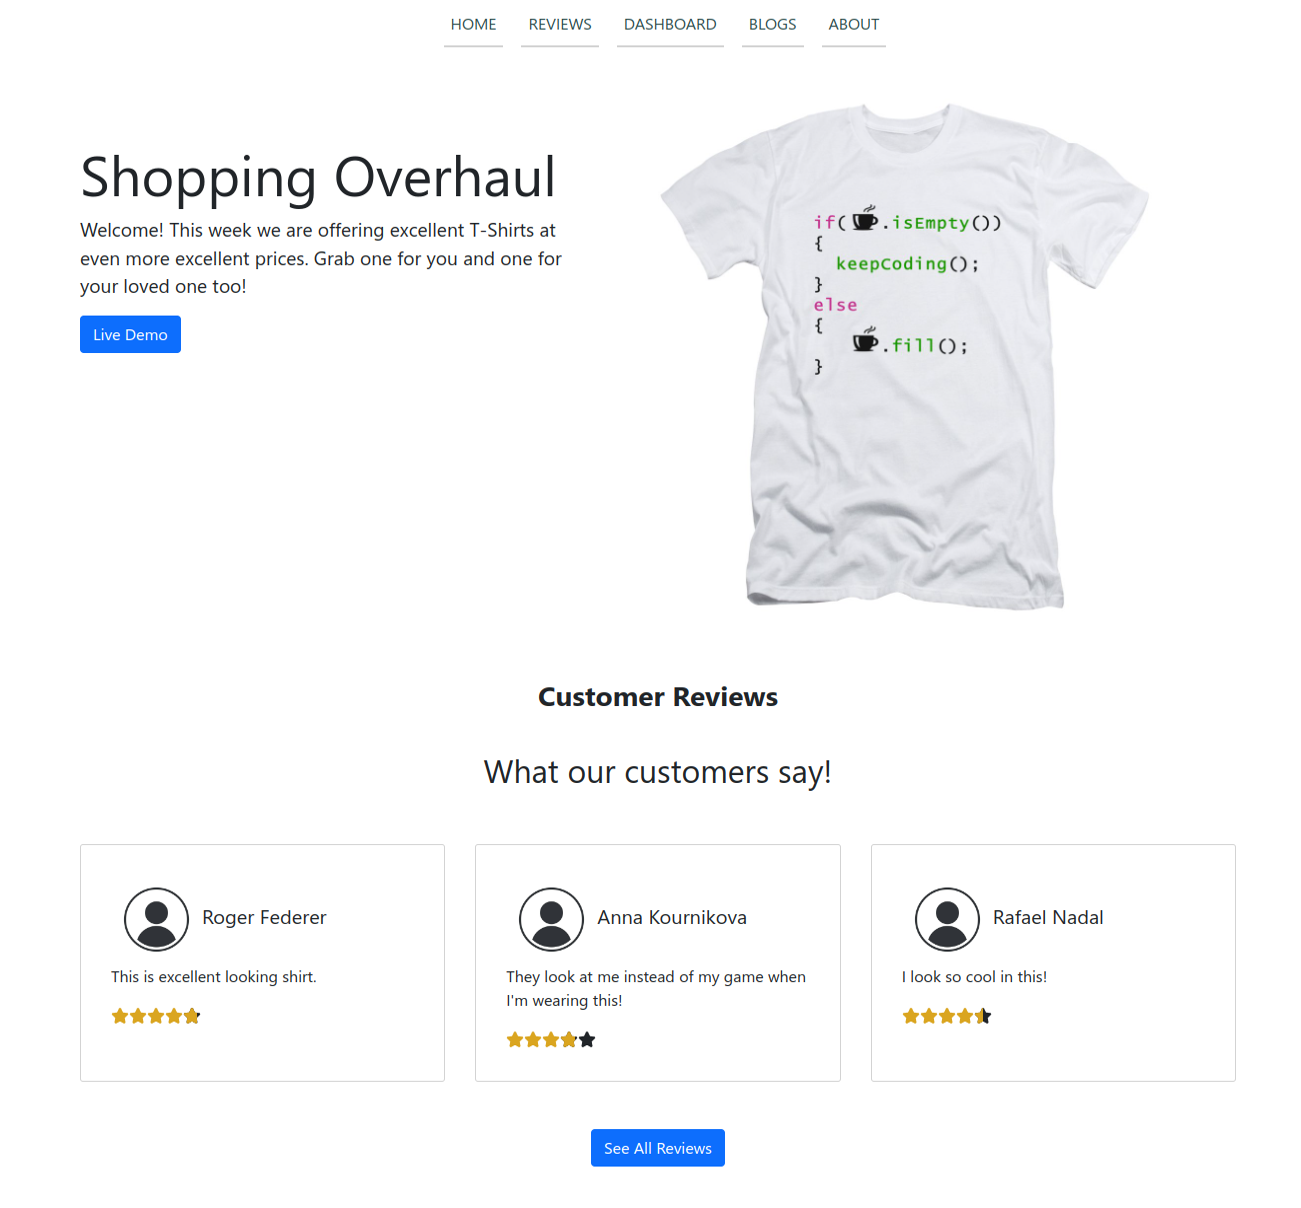 HOME REVIEWS DASHBOARD BLOGS ABOUT
Shopping Overhaul
Welcome! This week we are offering excellent T-Shirts at
even more excellent prices. Grab one for you and one for
your loved one too!
Live Demo
if( .isEmpty())
{
keepCoding();
}
else
{
.fill();
}
Customer Reviews
What our customers say!
Roger Federer
This is excellent looking shirt.
Anna Kournikova
They look at me instead of my game when
I'm wearing this!
Rafael Nadal
I look so cool in this!
See All Reviews